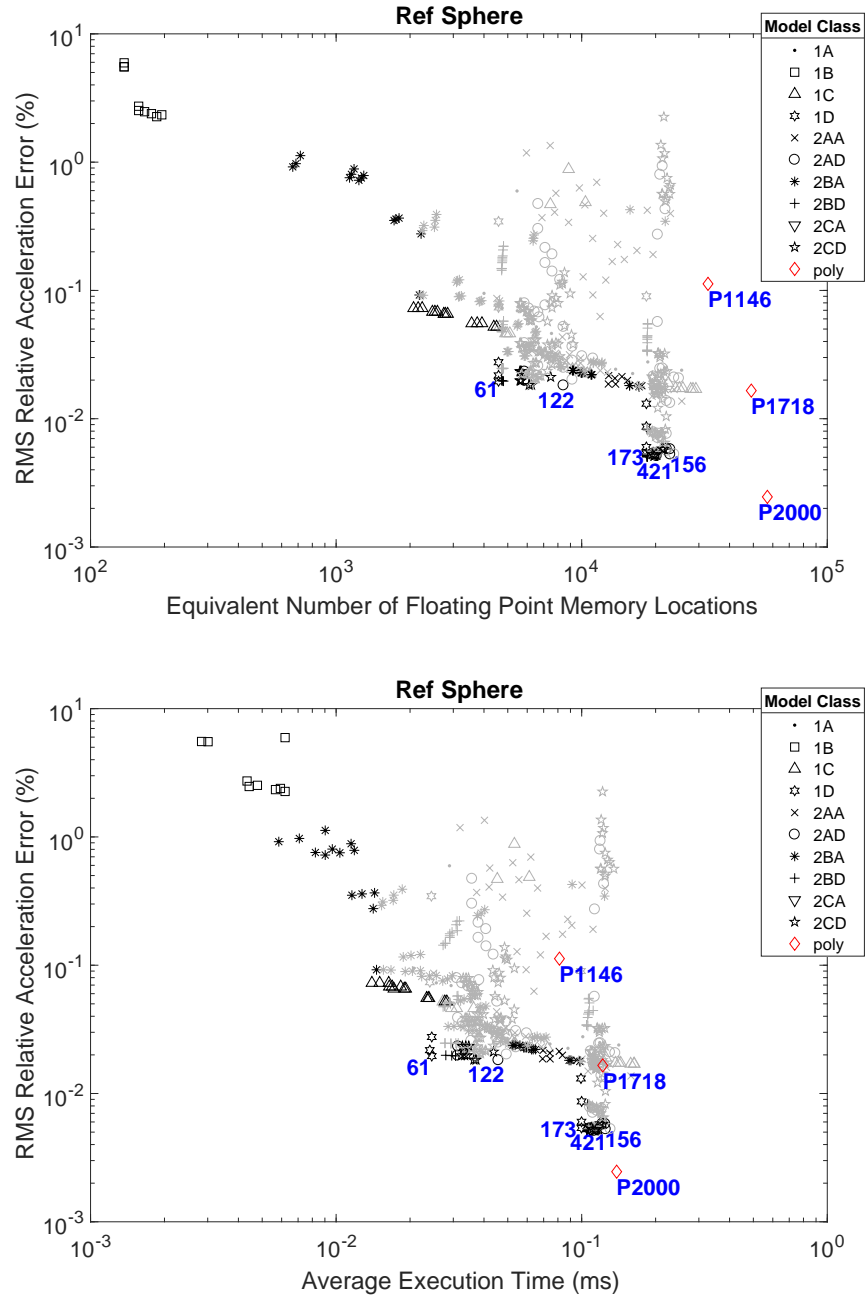 Ref Sphere
10^1
10^0
10^-1
10^-2
10^-3
RMS Relative Acceleration Error (%)
10^2
10^3
10^4
10^5
Equivalent Number of Floating Point Memory Locations
Model Class
1A
1B
1C
1D
2AA
2AD
2BA
2BD
2CA
2CD
poly
P1146
P1718
P2000
61
122
173
421
156
Ref Sphere
10^1
10^0
10^-1
10^-2
10^-3
RMS Relative Acceleration Error (%)
10^-3
10^-2
10^-1
10^0
Average Execution Time (ms)
Model Class
1A
1B
1C
1D
2AA
2AD
2BA
2BD
2CA
2CD
poly
P1146
P1718
P2000
61
122
173
421
156